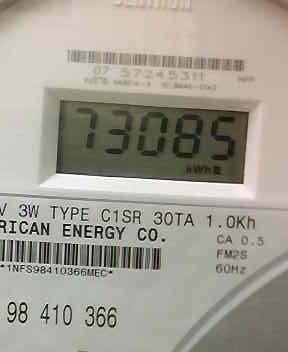 07 57245311
73085
kWh
V 3W TYPE C1SR 30TA 1.0Kh
RICAN ENERGY CO.
CA 0.5
FM2S
60Hz
*1NFS98410366MEC*
98 410 366